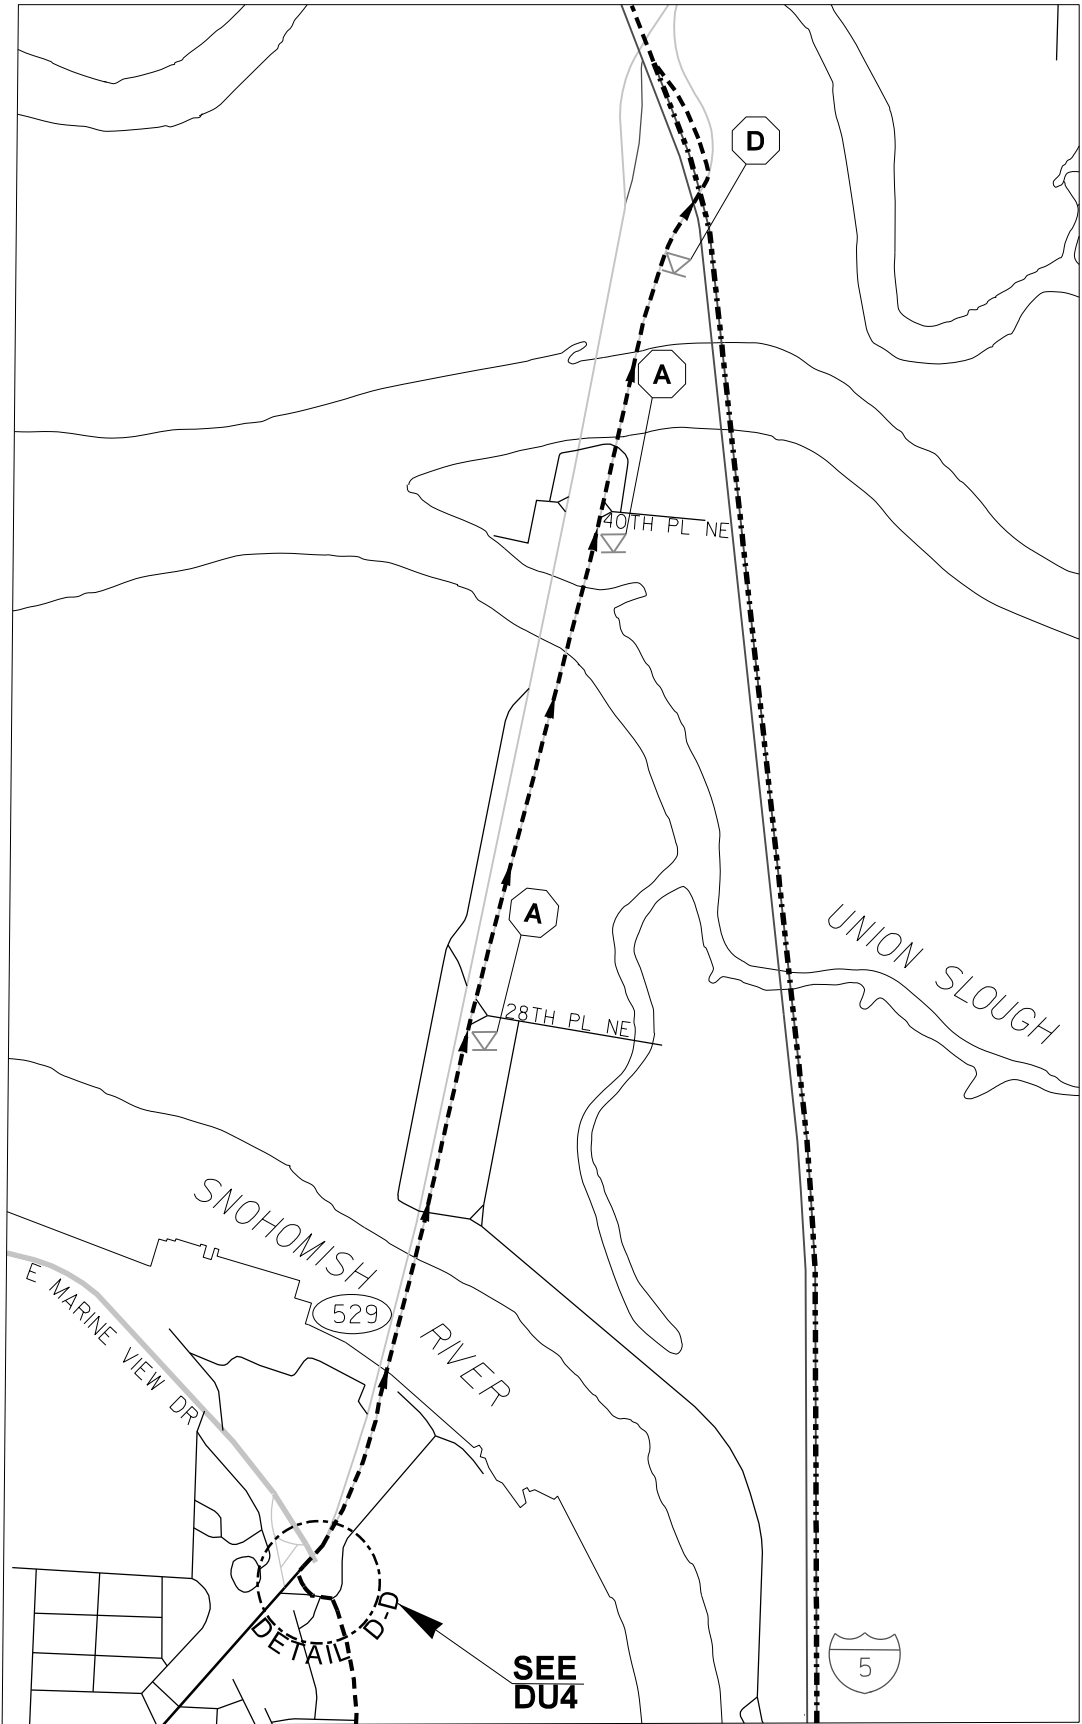 D
A
40TH PL NE
A
UNION SLOUGH
28TH PL NE
SNOHOMISH
RIVER
529
E MARINE VIEW DR
DETAIL D-D
SEE
DU4
5